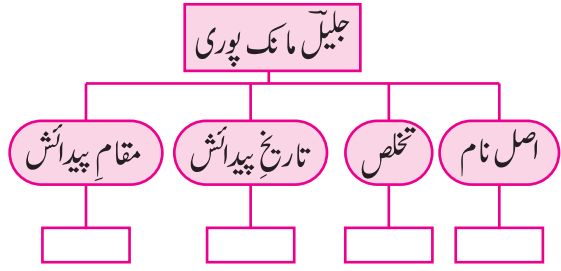 جلیلؔ مانک پوری
اصل نام
تخلص
تاریخِ پیدائش
مقامِ پیدائش